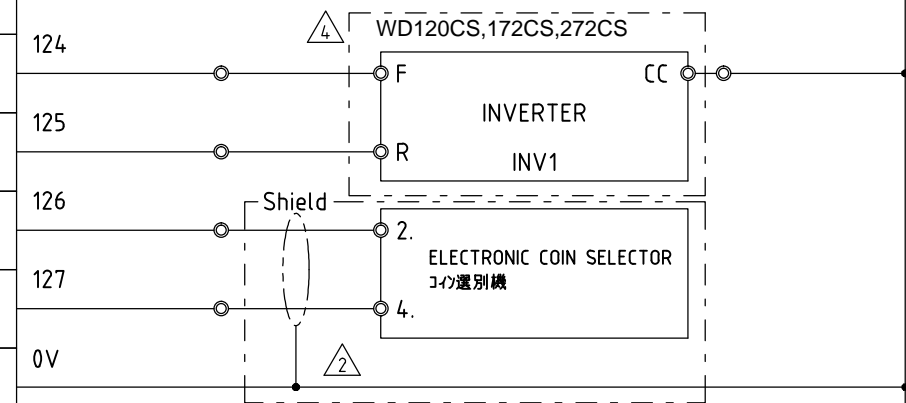 124
4
WD120CS,172CS,272CS
F
CC
INVERTER
125
R
INV1
126
Shield
2.
ELECTRONIC COIN SELECTOR
ｺｲﾝ選別機
127
4.
0V
2